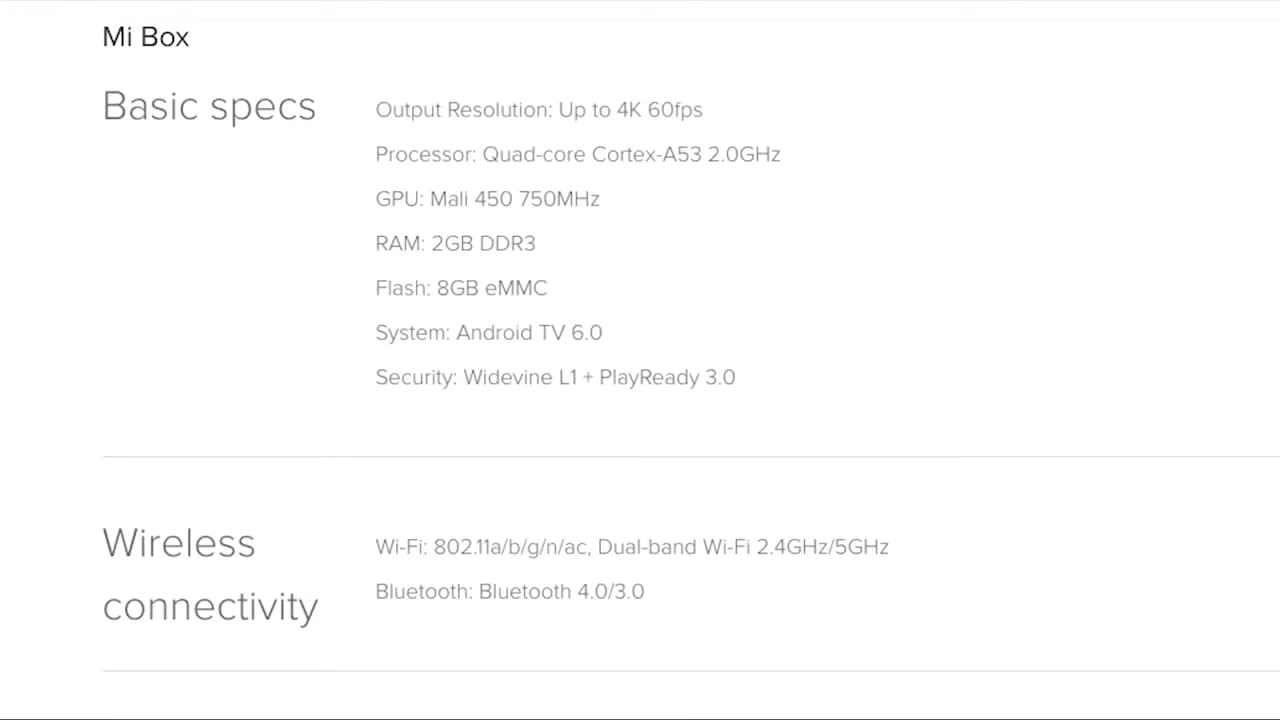 Mi Box
Basic specs
Output Resolution: Up to 4K 60fps
Processor: Quad-core Cortex-A53 2.0GHz
GPU: Mali 450 750MHz
RAM: 2GB DDR3
Flash: 8GB eMMC
System: Android TV 6.0
Security: Widevine L1 + PlayReady 3.0
Wireless
connectivity
Wi-Fi: 802.11a/b/g/n/ac, Dual-band Wi-Fi 2.4GHz/5GHz
Bluetooth: Bluetooth 4.0/3.0